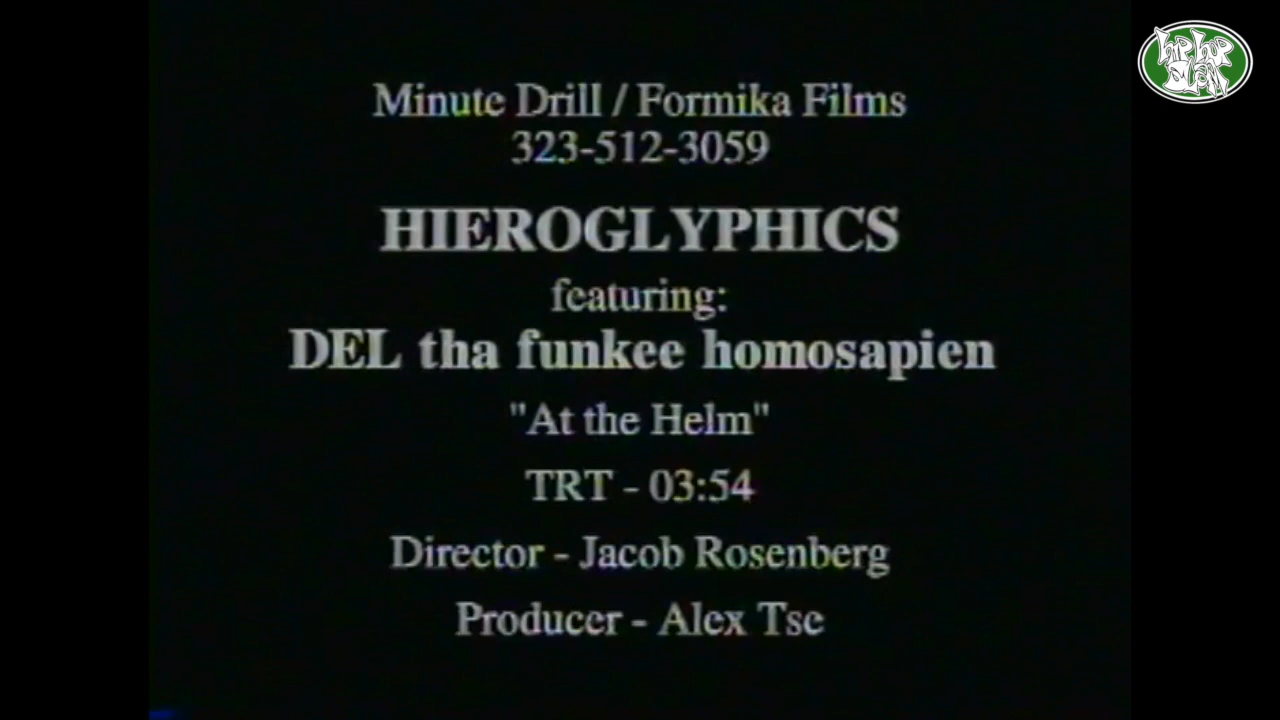 Minute Drill / Formika Films
323-512-3059
HIEROGLYPHICS
featuring:
DEL tha funkee homosapien
"At the Helm"
TRT - 03:54
Director - Jacob Rosenberg
Producer - Alex Tse